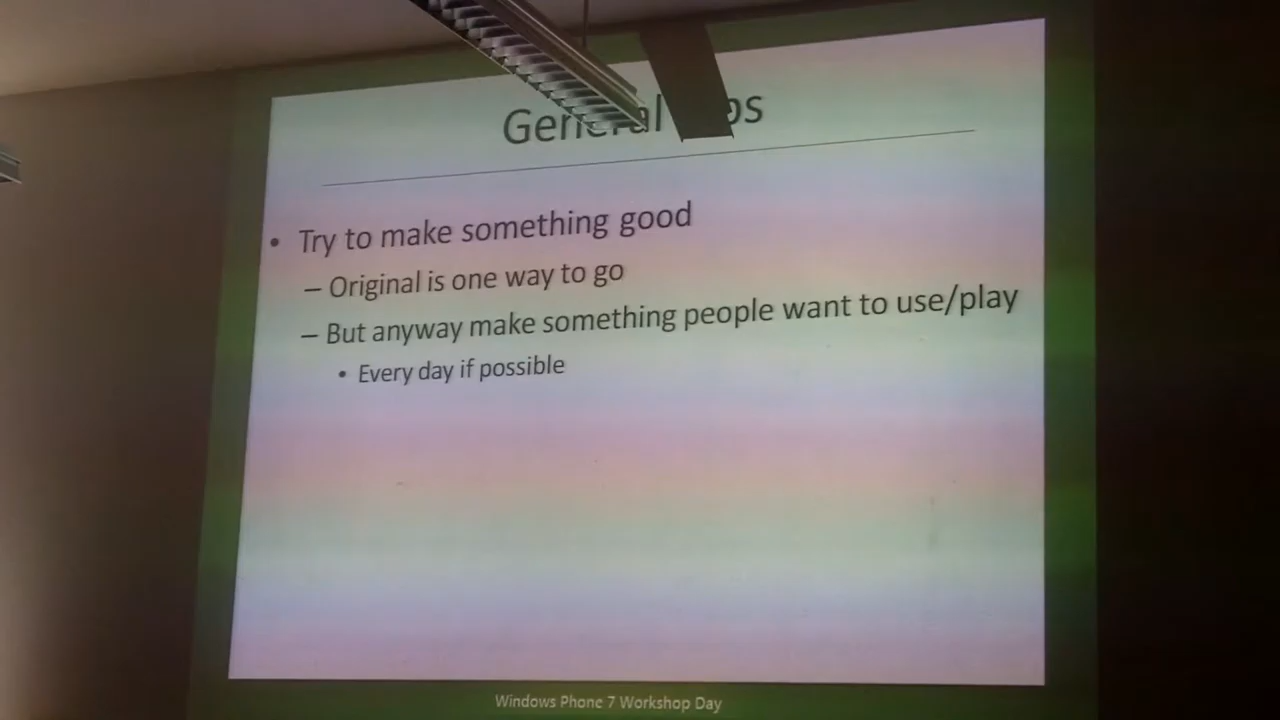 General
• Try to make something good
– Original is one way to go
– But anyway make something people want to use/play
• Every day if possible
Windows Phone 7 Workshop Day